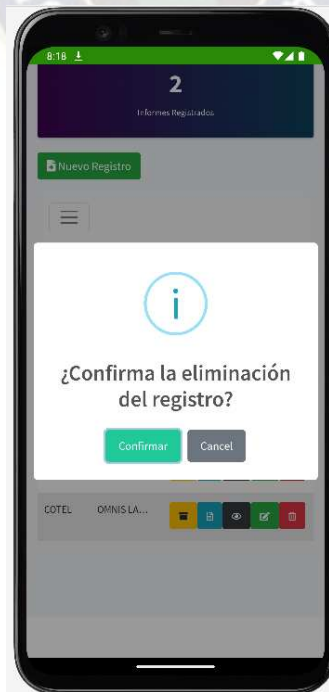 8:18
2
Informes Registrados
Nuevo Registro
i
¿Confirma la eliminación
del registro?
Confirmar
Cancel
COTEL OMNIS LA...